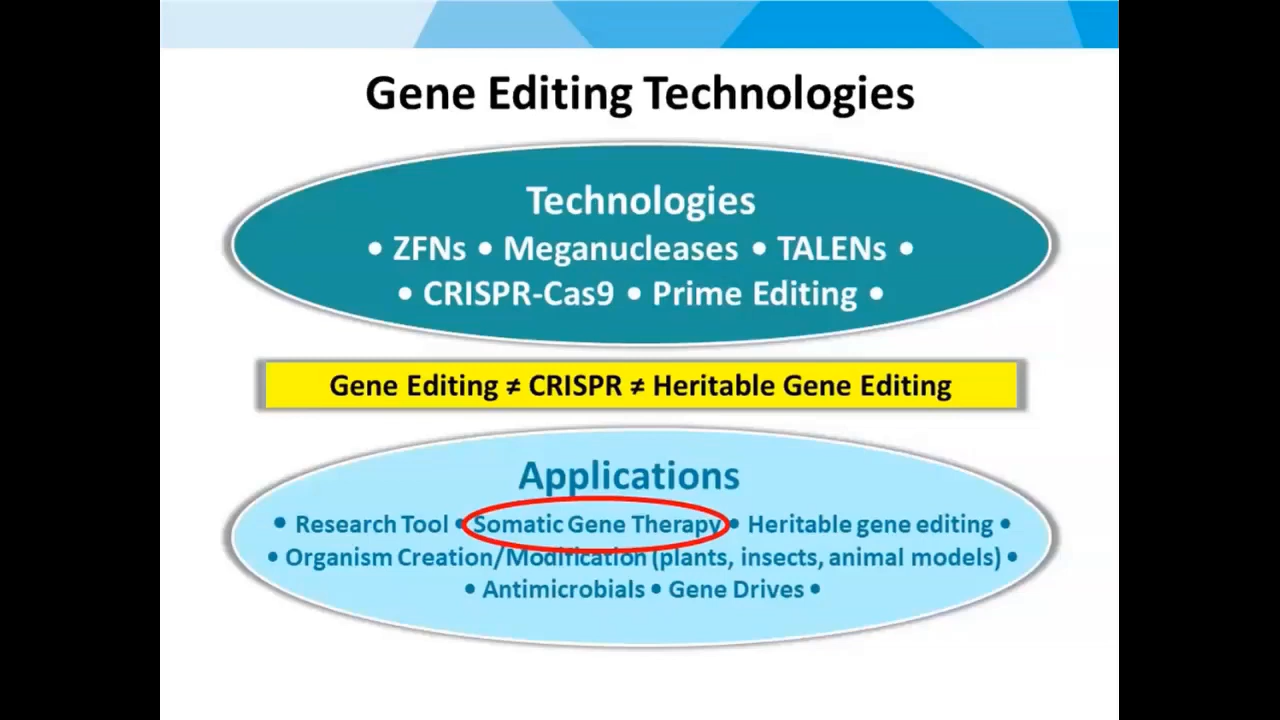 Gene Editing Technologies
Technologies
• ZFNs • Meganucleases • TALENs •
• CRISPR-Cas9 • Prime Editing •
Gene Editing ≠ CRISPR ≠ Heritable Gene Editing
Applications
• Research Tool • Somatic Gene Therapy • Heritable gene editing •
• Organism Creation/Modification (plants, insects, animal models) •
• Antimicrobials • Gene Drives •